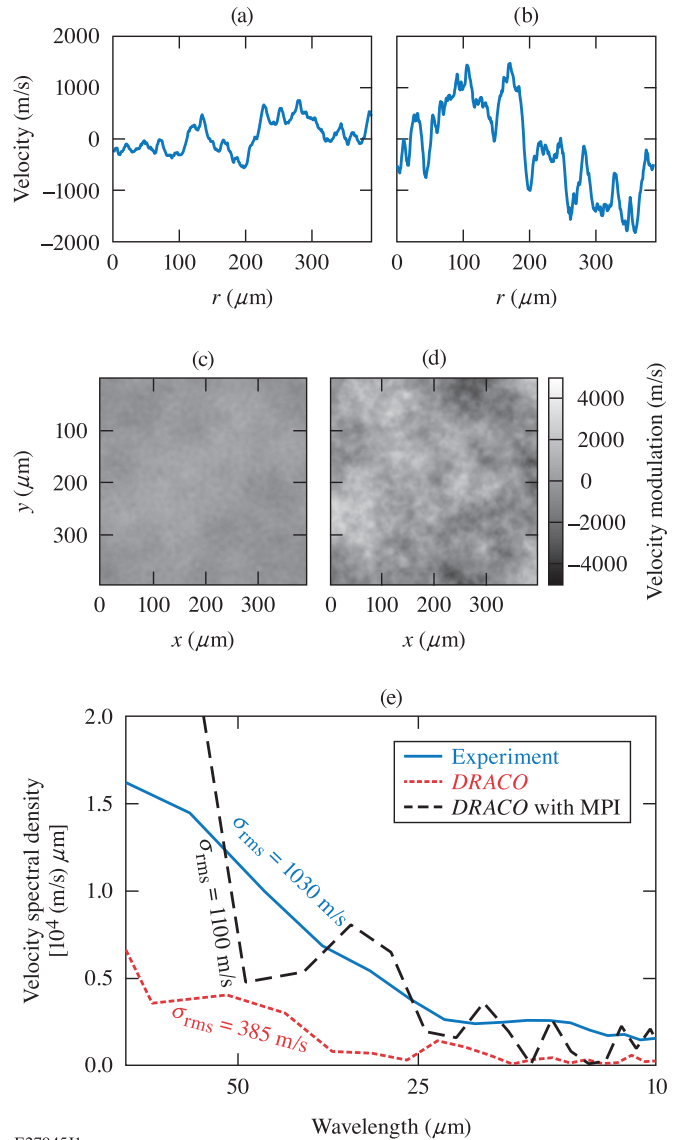 (a)
(b)
Velocity (m/s)
2000
1000
0
−1000
−2000
0 100 200 300
0 100 200 300
r (μm)
r (μm)
(c)
(d)
y (μm)
100
200
300
0 100 200 300
0 100 200 300
x (μm)
x (μm)
4000
2000
0
−2000
−4000
Velocity modulation (m/s)
(e)
Velocity spectral density
[10⁴ (m/s) μm]
2.0
1.5
1.0
0.5
0.0
Experiment
DRACO
DRACO with MPI
σrms = 1030 m/s
σrms = 1100 m/s
σrms = 385 m/s
50
25
10
Wavelength (μm)